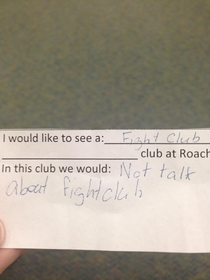 I would like to see a: Fight Club
club at Roach
In this club we would: Not talk
about fightclub